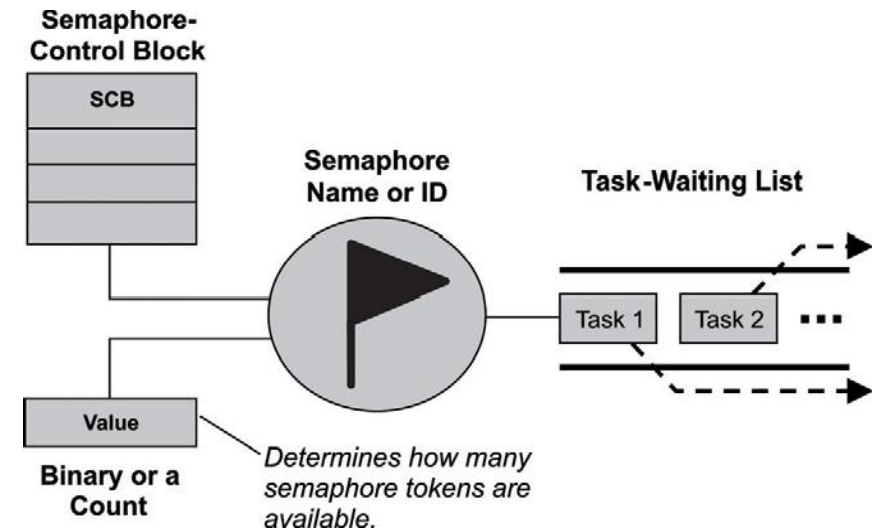 Semaphore-
Control Block
SCB
Semaphore
Name or ID
Task-Waiting List
Task 1
Task 2
...
Value
Binary or a
Count
Determines how many
semaphore tokens are
available.